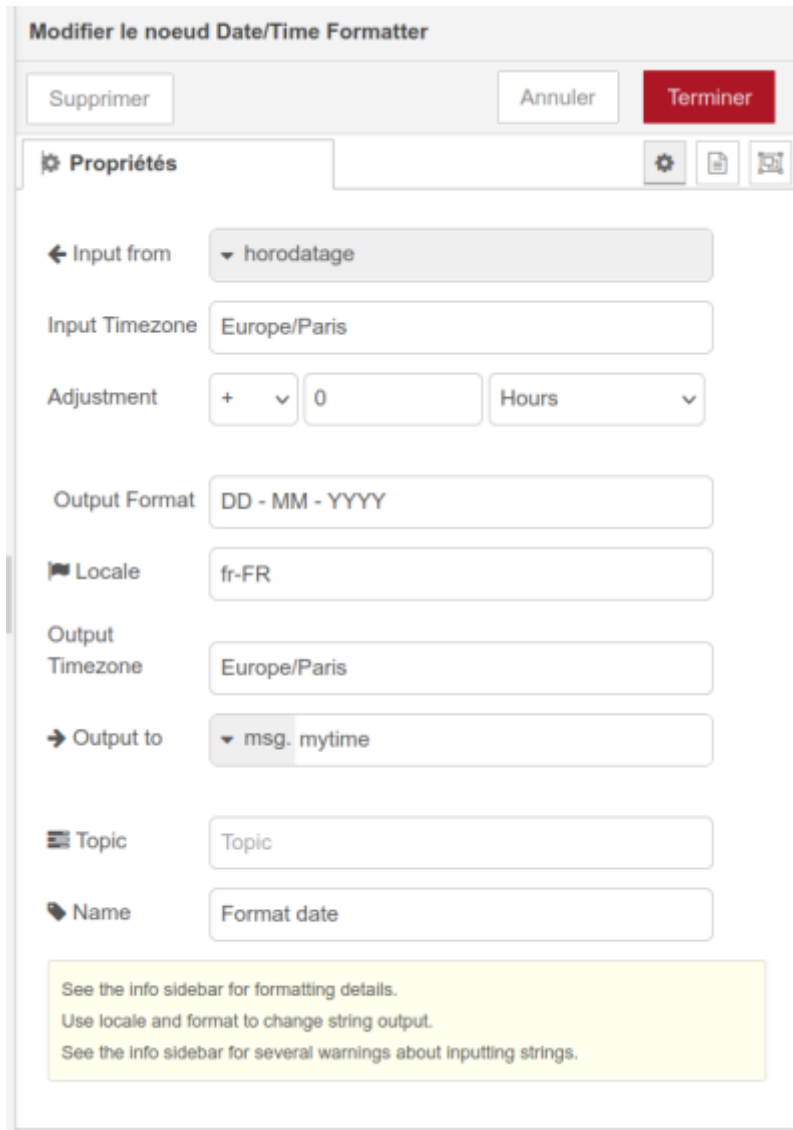 Modifier le noeud Date/Time Formatter
Supprimer Annuler Terminer
Propriétés
Input from horodatage
Input Timezone Europe/Paris
Adjustment + 0 Hours
Output Format DD - MM - YYYY
Locale fr-FR
Output
Timezone Europe/Paris
Output to msg. mytime
Topic Topic
Name Format date
See the info sidebar for formatting details.
Use locale and format to change string output.
See the info sidebar for several warnings about inputting strings.